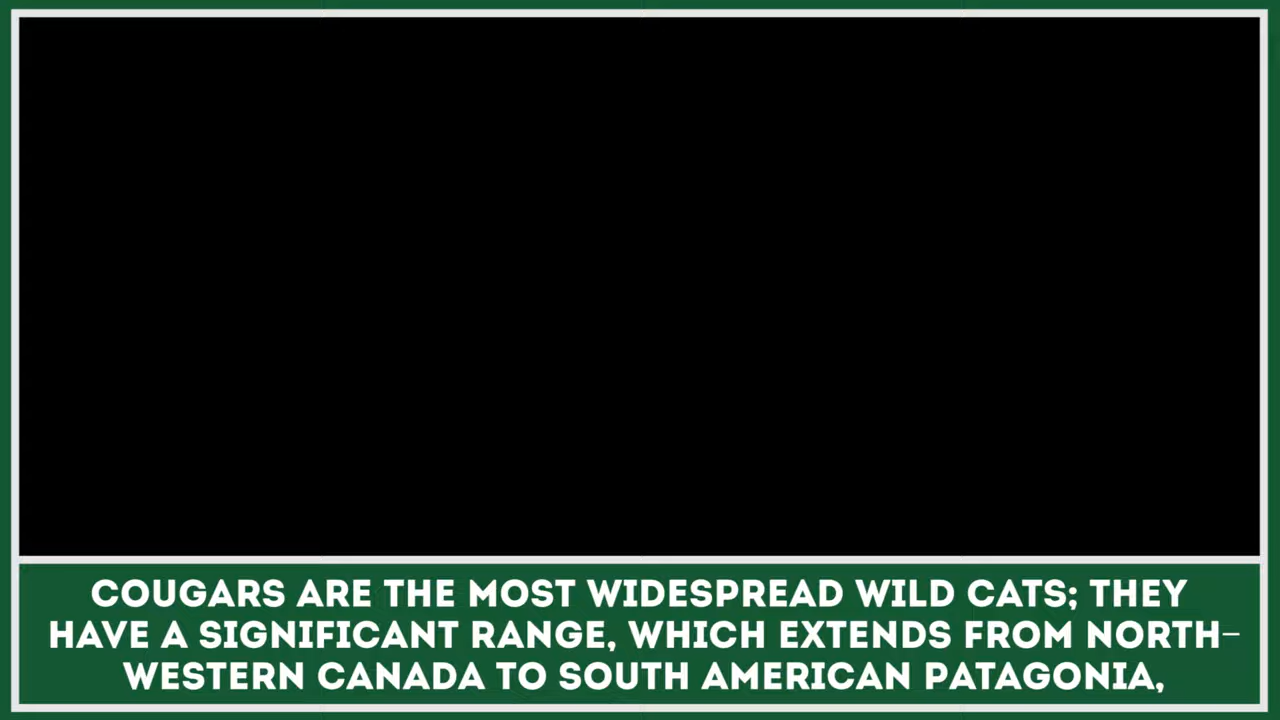 COUGARS ARE THE MOST WIDESPREAD WILD CATS; THEY
HAVE A SIGNIFICANT RANGE, WHICH EXTENDS FROM NORTH–
WESTERN CANADA TO SOUTH AMERICAN PATAGONIA,